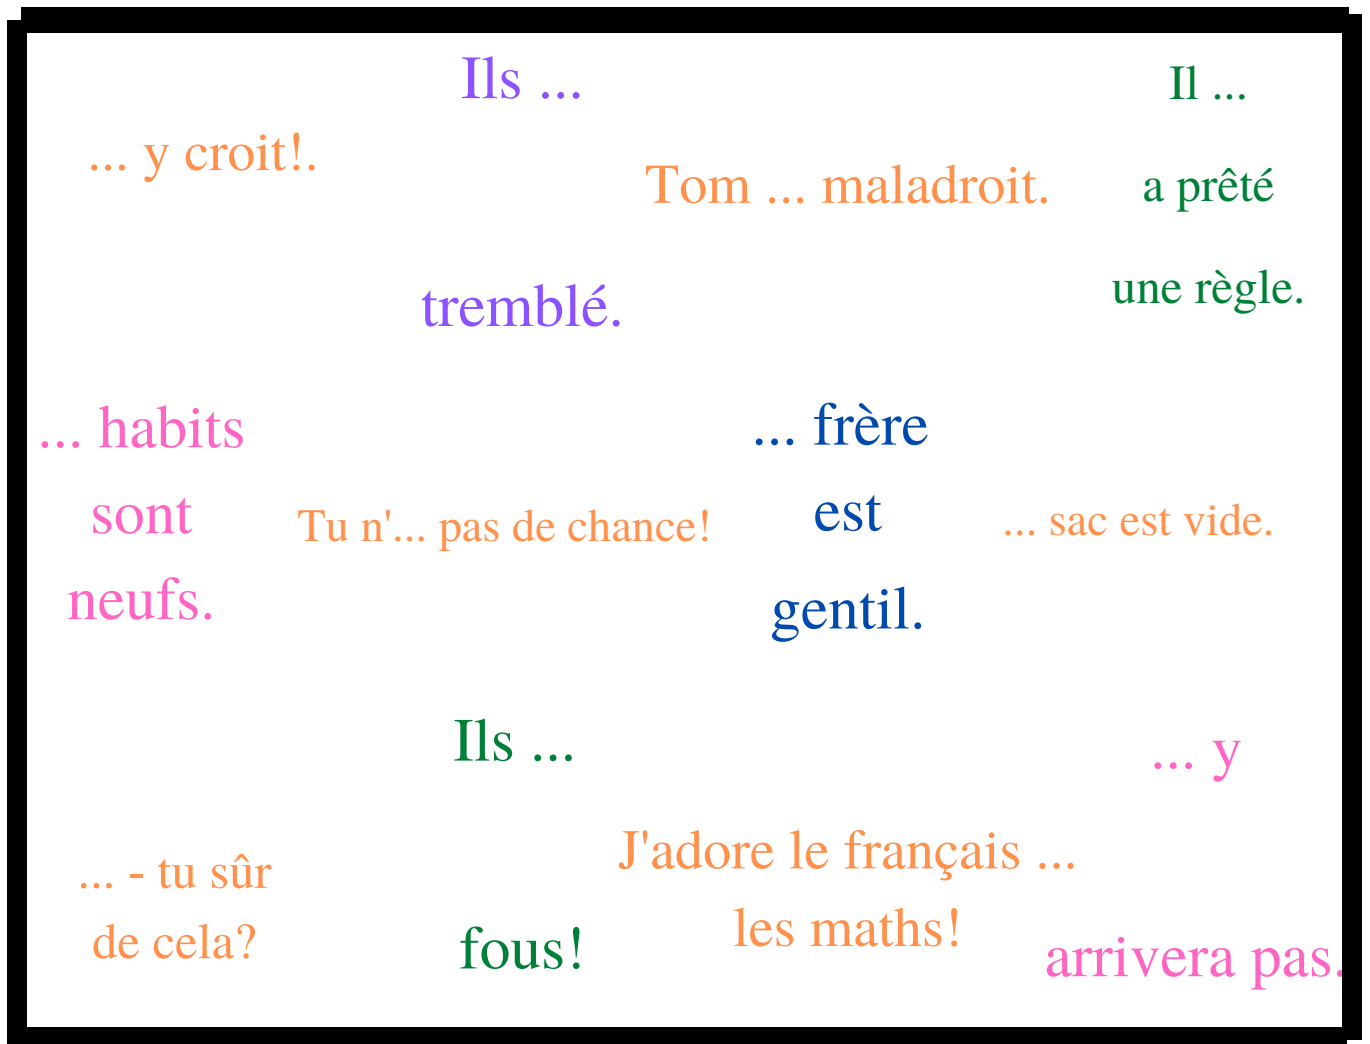 Ils ...
tremblé.
Il ...
a prêté
une règle.
... y croit!.
Tom ... maladroit.
... habits
sont
neufs.
Tu n'... pas de chance!
... frère
est
gentil.
... sac est vide.
Ils ...
fous!
... y
arrivera pas.
... - tu sûr
de cela?
J'adore le français ...
les maths!